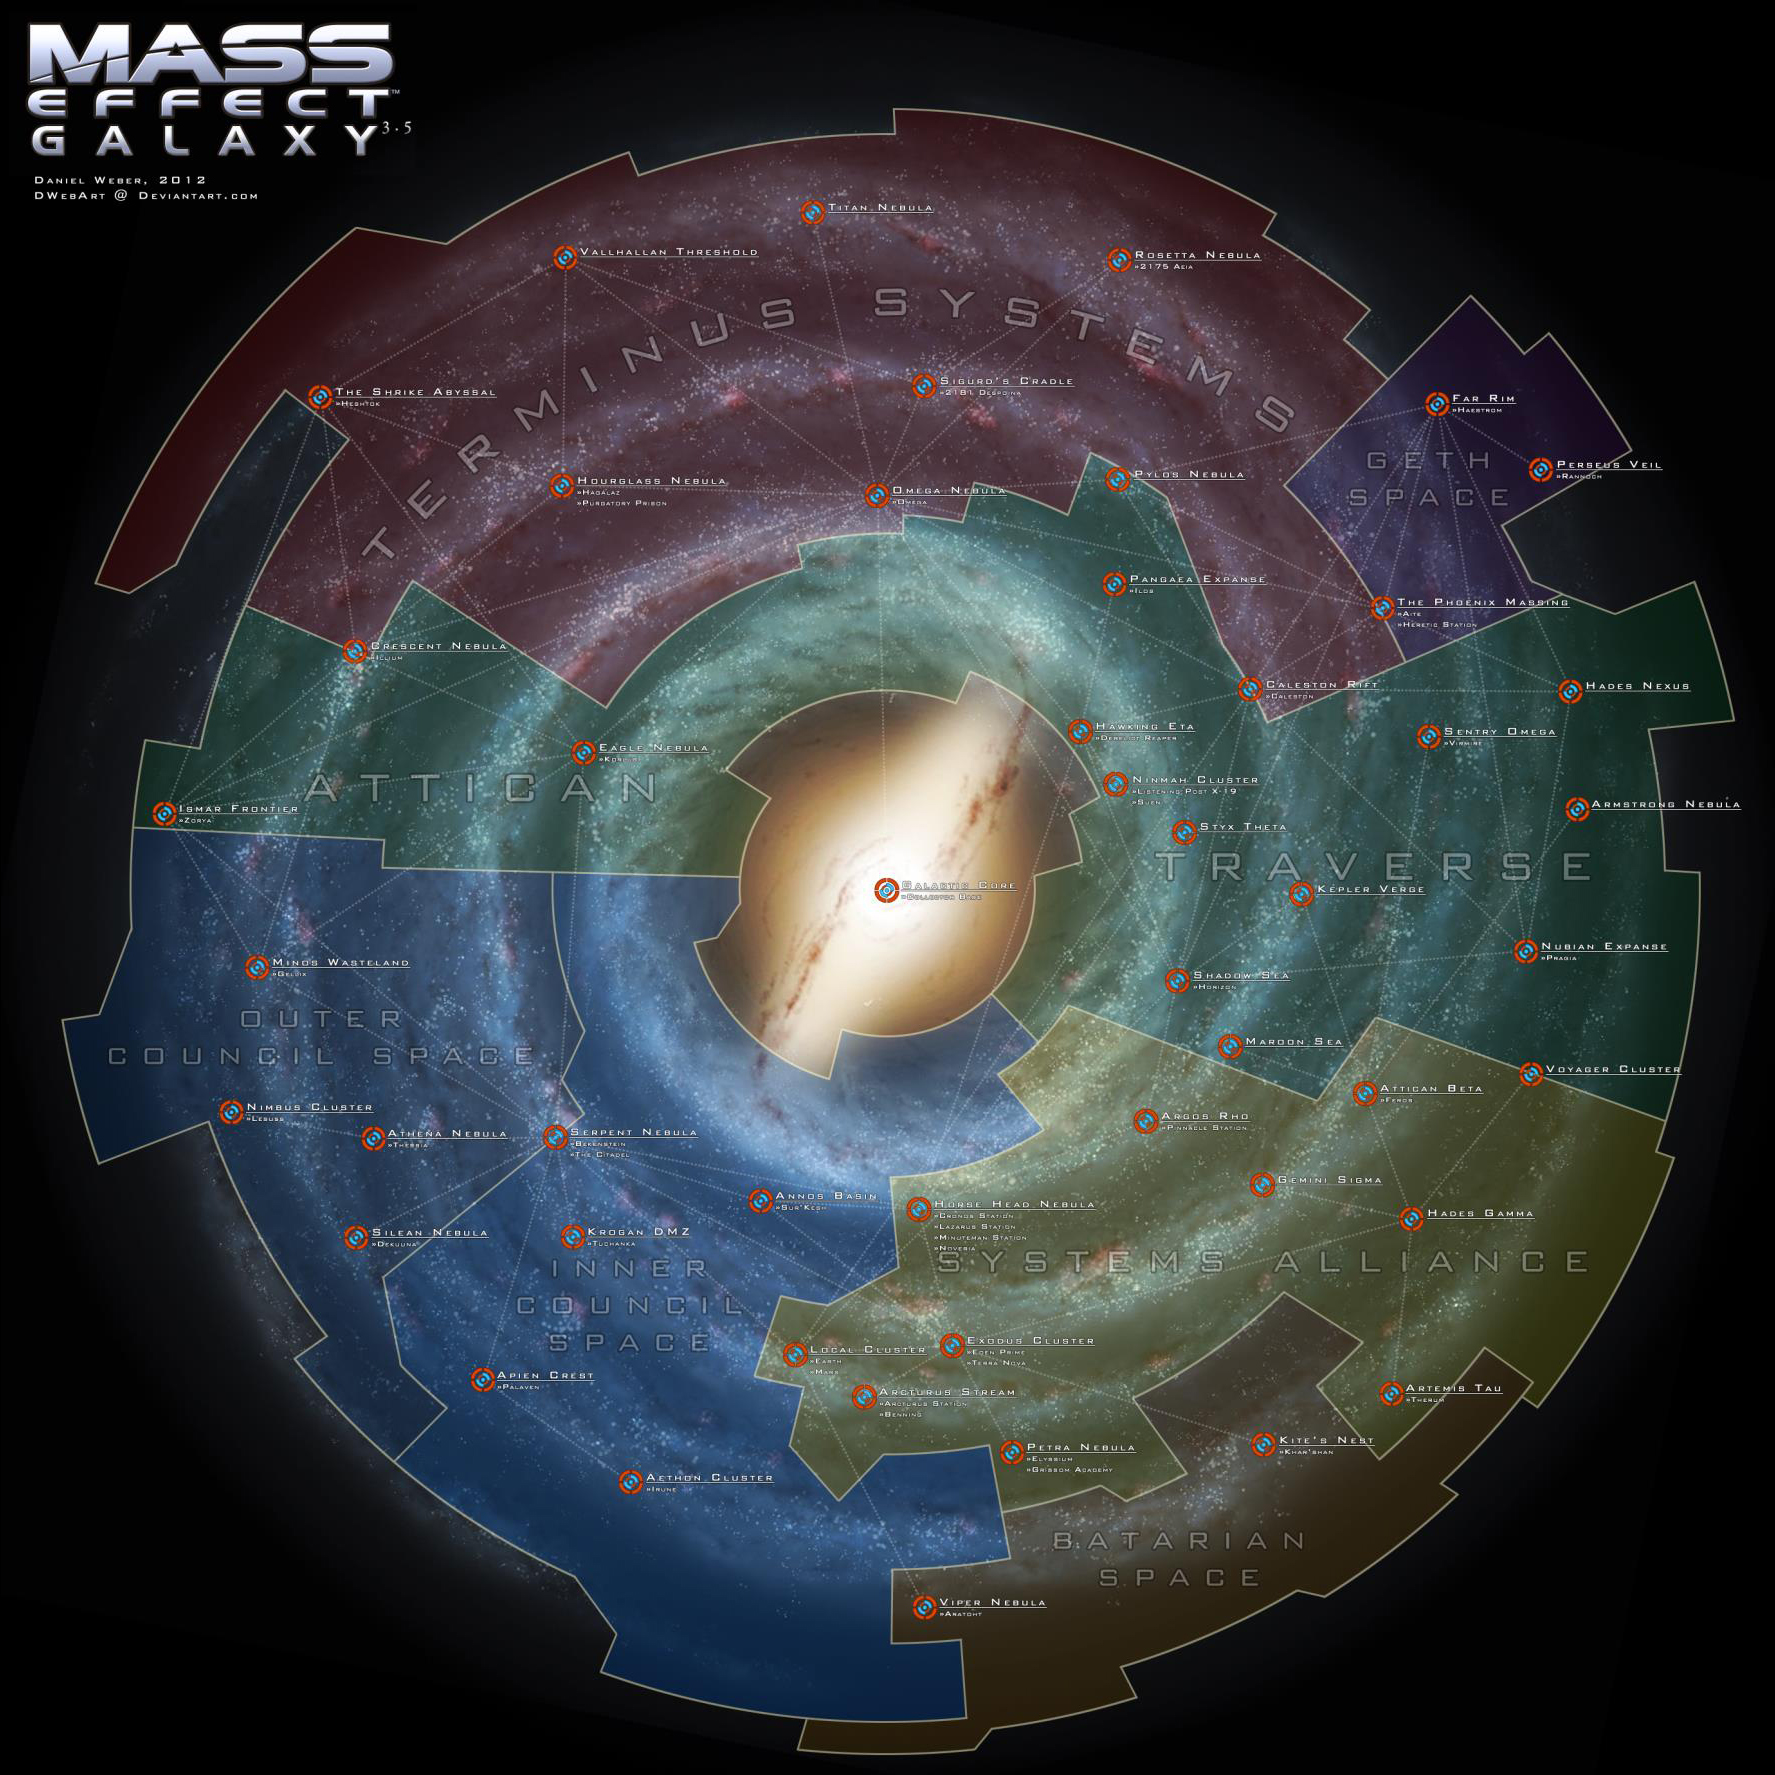 MASS
EFFECT™
GALAXY 3.5
Daniel Weber, 2012
DWebArt @ Deviantart.com
Titan Nebula
Vallhallan Threshold
Rosetta Nebula
»2175 Aeia
TERMINUS SYSTEMS
The Shrike Abyssal
»Heshtok
Sigurd's Cradle
»2181 Despoina
Far Rim
»Haestrom
GETH
SPACE
Perseus Veil
»Rannoch
Hourglass Nebula
»Hagalaz
»Purgatory Prison
Omega Nebula
»Omega
Pylos Nebula
Pangaea Expanse
»Ilos
The Phoenix Massing
»Aite
»Heretic Station
Crescent Nebula
»Illium
Caleston Rift
»Caleston
Hades Nexus
Eagle Nebula
»Korlus
Hawking Eta
»Derelict Reaper
Sentry Omega
»Virmire
ATTICAN
Ninmah Cluster
»Listening Post X-19
»Suen
Ismar Frontier
»Zorya
Armstrong Nebula
Styx Theta
TRAVERSE
Galactic Core
»Collector Base
Kepler Verge
Nubian Expanse
»Pragia
Minos Wasteland
»Gelvix
Shadow Sea
»Horizon
OUTER
COUNCIL SPACE
Maroon Sea
Voyager Cluster
Attican Beta
»Feros
Nimbus Cluster
»Lebuss
Argos Rho
»Pinnacle Station
Athena Nebula
»Thessia
Serpent Nebula
»Bekenstein
»The Citadel
Gemini Sigma
Annos Basin
»Sur'Kesh
Horse Head Nebula
»Cronos Station
»Lazarus Station
»Minuteman Station
»Noveria
Hades Gamma
Silean Nebula
»Dekuuna
Krogan DMZ
»Tuchanka
SYSTEMS ALLIANCE
INNER
COUNCIL
SPACE
Local Cluster
»Earth
»Mars
Exodus Cluster
»Eden Prime
»Terra Nova
Apien Crest
»Palaven
Arcturus Stream
»Arcturus Station
»Benning
Artemis Tau
»Therum
Petra Nebula
»Elysium
»Grissom Academy
Kite's Nest
»Khar'shan
Aethon Cluster
»Irune
BATARIAN
SPACE
Viper Nebula
»Aratoht